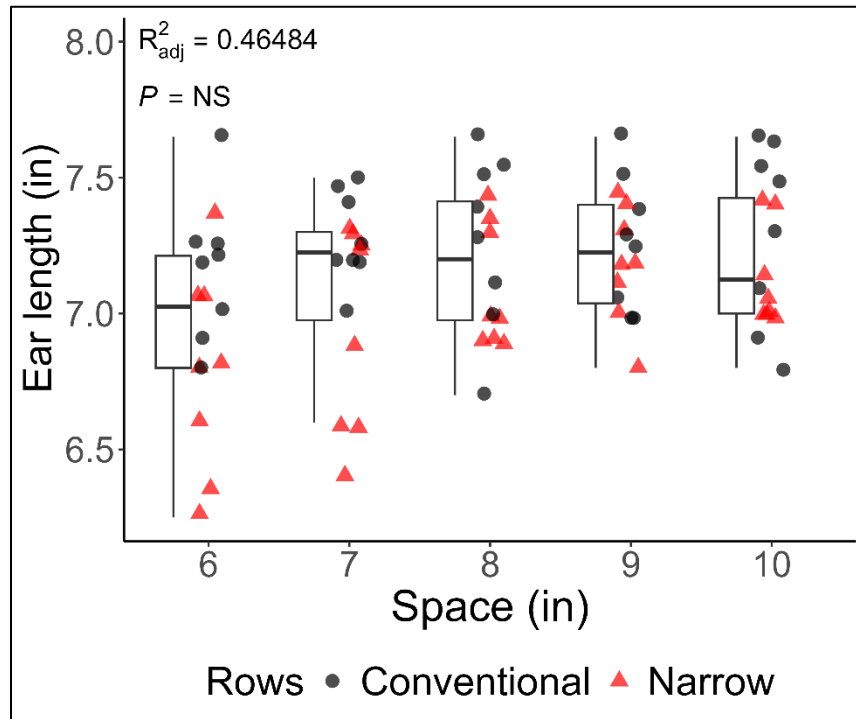 R²adj = 0.46484
P = NS
Ear length (in)
8.0
7.5
7.0
6.5
6 7 8 9 10
Space (in)
Rows Conventional Narrow